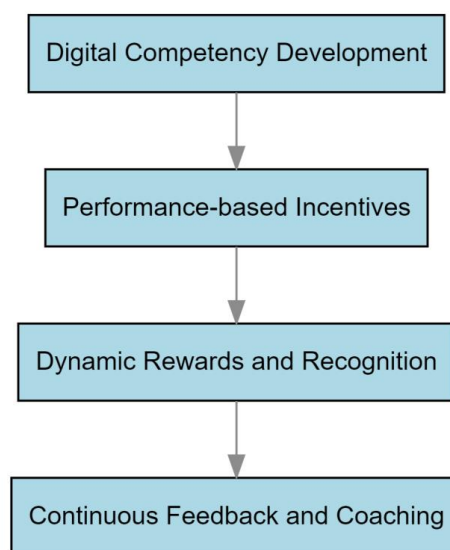 Digital Competency Development
Performance-based Incentives
Dynamic Rewards and Recognition
Continuous Feedback and Coaching